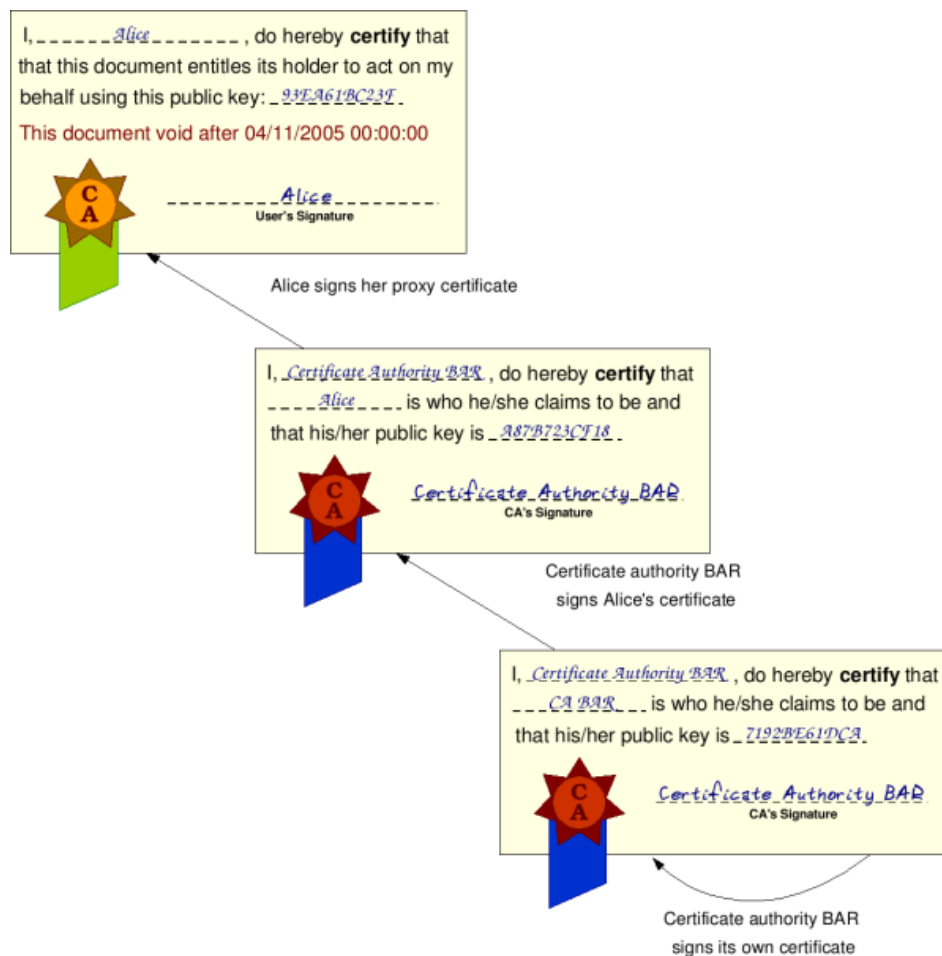 I, Alice , do hereby certify that
that this document entitles its holder to act on my
behalf using this public key: 93EA61BC23F
This document void after 04/11/2005 00:00:00
C
A
Alice
User's Signature
Alice signs her proxy certificate
I, Certificate Authority BAR , do hereby certify that
Alice is who he/she claims to be and
that his/her public key is A87B723CF18
C
A
Certificate Authority BAR
CA's Signature
Certificate authority BAR
signs Alice's certificate
I, Certificate Authority BAR , do hereby certify that
CA BAR is who he/she claims to be and
that his/her public key is 7192BE61DCA
C
A
Certificate Authority BAR
CA's Signature
Certificate authority BAR
signs its own certificate